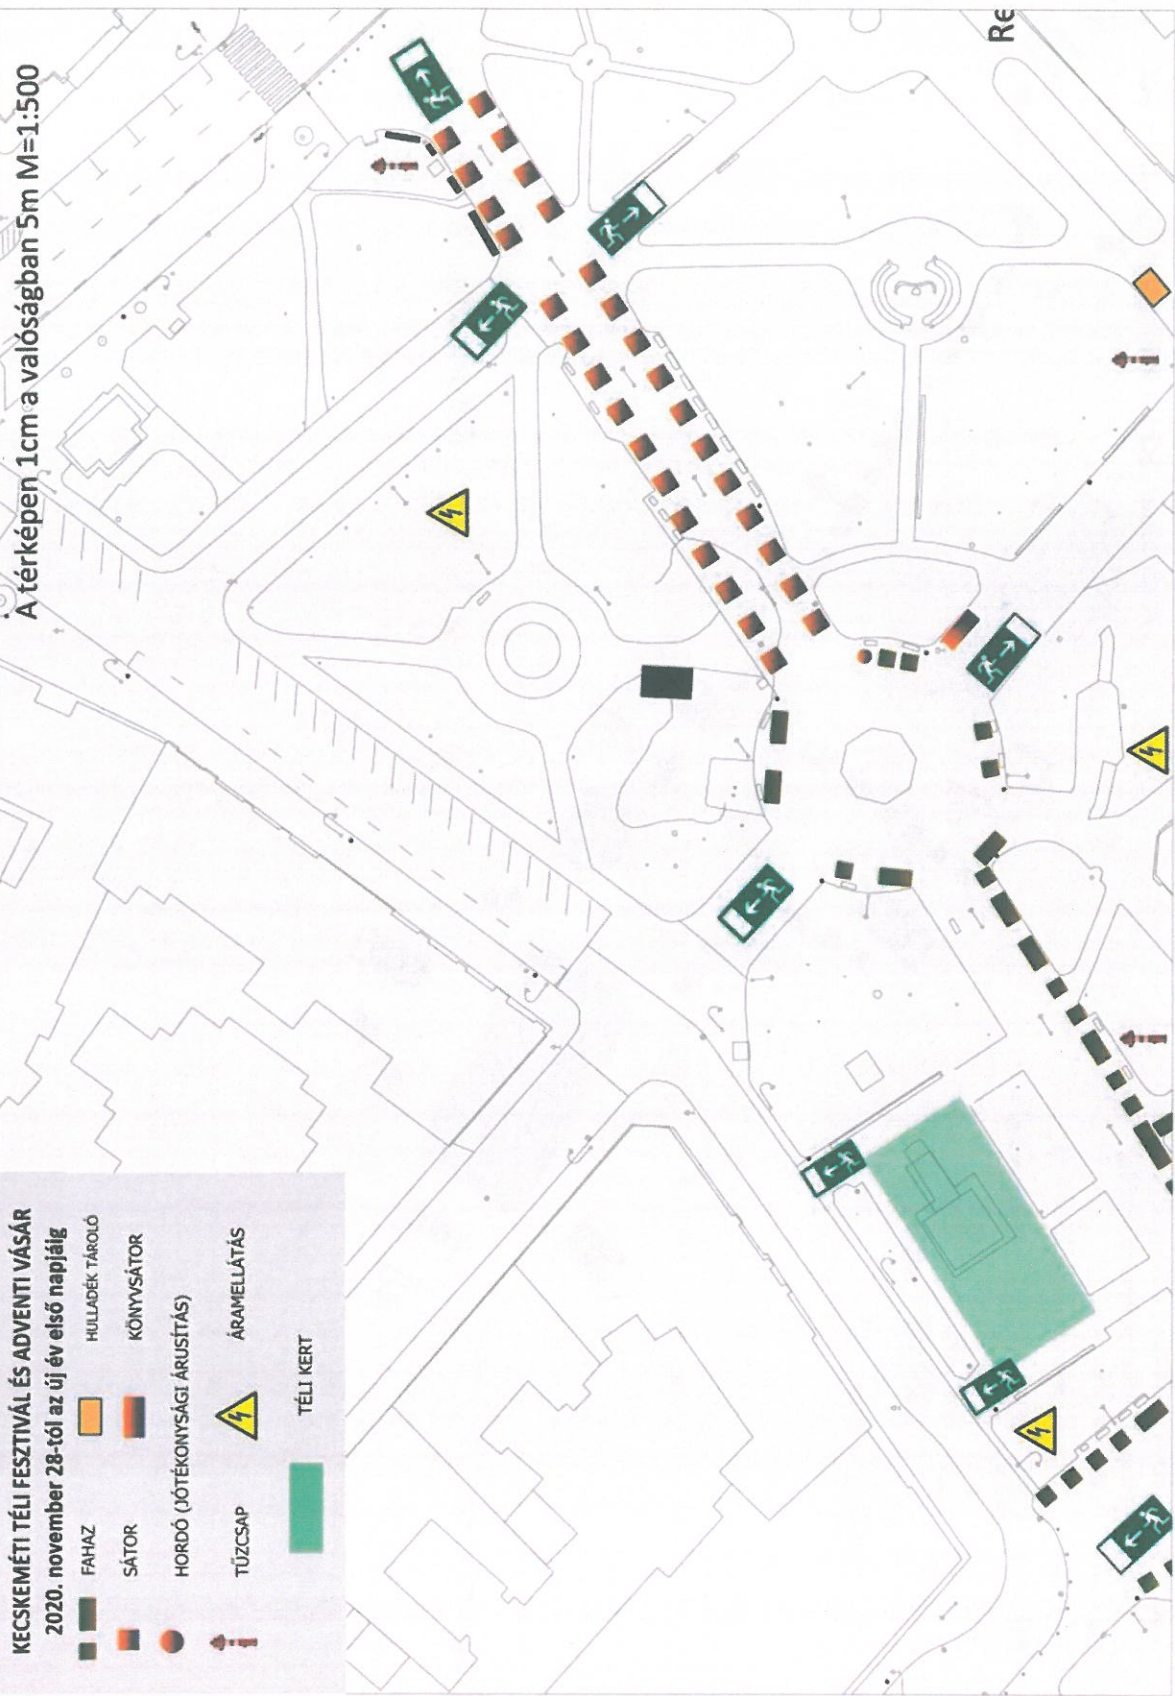 KECSKEMÉTI TÉLI FESZTIVÁL ÉS ADVENTI VÁSÁR
2020. november 28-tól az új év első napjáig
FAHAZ
HULLADÉK TÁROLÓ
SÁTOR
KÖNYVSÁTOR
HORDÓ (JÓTÉKONYSÁGI ÁRUSÍTÁS)
TŰZCSAP
ÁRAMELLÁTÁS
TÉLI KERT
A térképen 1cm a valóságban 5m M=1:500
Re